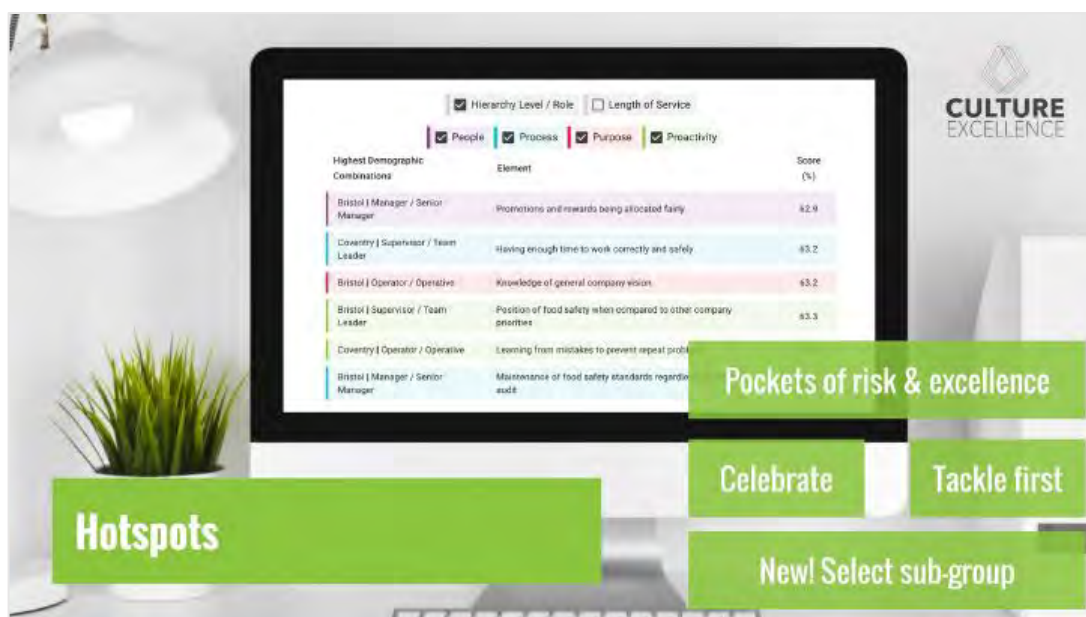 CULTURE
EXCELLENCE
Hierarchy Level / Role Length of Service
People Process Purpose Proactivity
Highest Demographic
Combinations
Element
Score
(%)
Bristol | Manager / Senior
Manager
Promotions and rewards being allocated fairly
62.9
Coventry | Supervisor / Team
Leader
Having enough time to work correctly and safely
63.2
Bristol | Operator / Operative
Knowledge of general company vision
63.2
Bristol | Supervisor / Team
Leader
Position of food safety when compared to other company
priorities
63.3
Coventry | Operator / Operative
Learning from mistakes to prevent repeat
Bristol | Manager / Senior
Manager
Maintenance of food safety standards
audit
Pockets of risk & excellence
Celebrate
Tackle first
Hotspots
New! Select sub-group